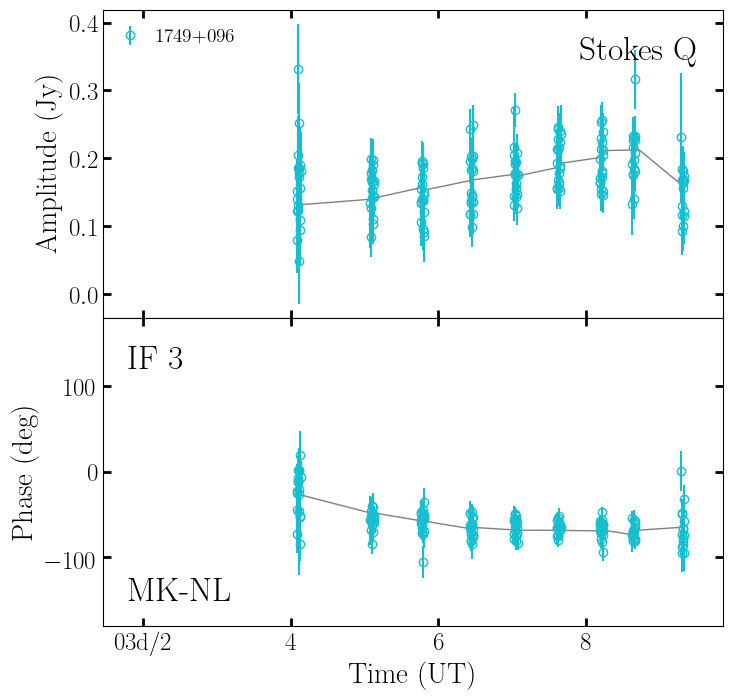 0.4
1749+096
Stokes Q
0.3
0.2
0.1
0.0
Amplitude (Jy)
IF 3
100
0
−100
Phase (deg)
MK-NL
03d/2
4
6
8
Time (UT)